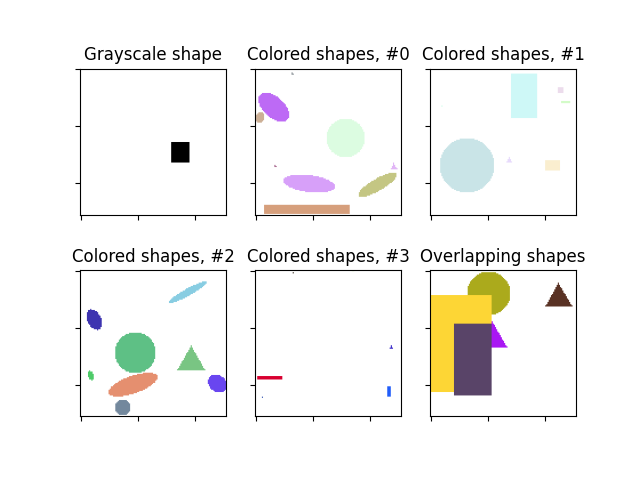 Grayscale shape
Colored shapes, #0
Colored shapes, #1
Colored shapes, #2
Colored shapes, #3
Overlapping shapes